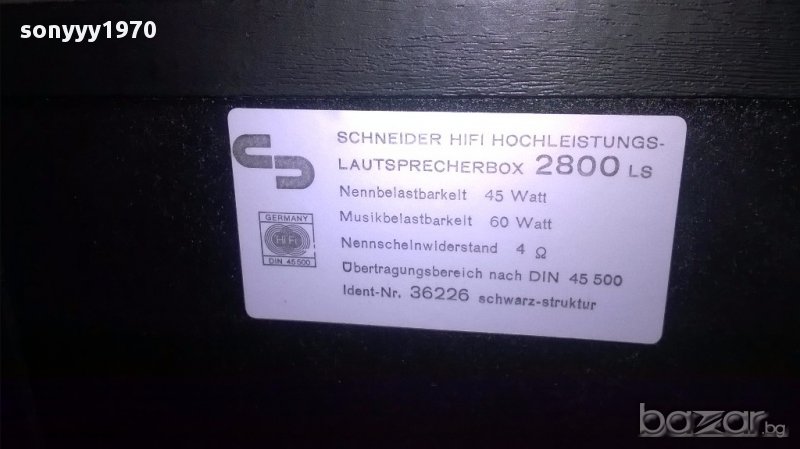 sonyyy1970
SCHNEIDER HIFI HOCHLEISTUNGS-
LAUTSPRECHERBOX 2800 LS
Nennbelastbarkeit 45 Watt
Musikbelastbarkeit 60 Watt
Nennscheinwiderstand 4 Ω
Übertragungsbereich nach DIN 45 500
Ident-Nr. 36226 schwarz-struktur
GERMANY
HiFi
DIN 45 500
bazar.bg